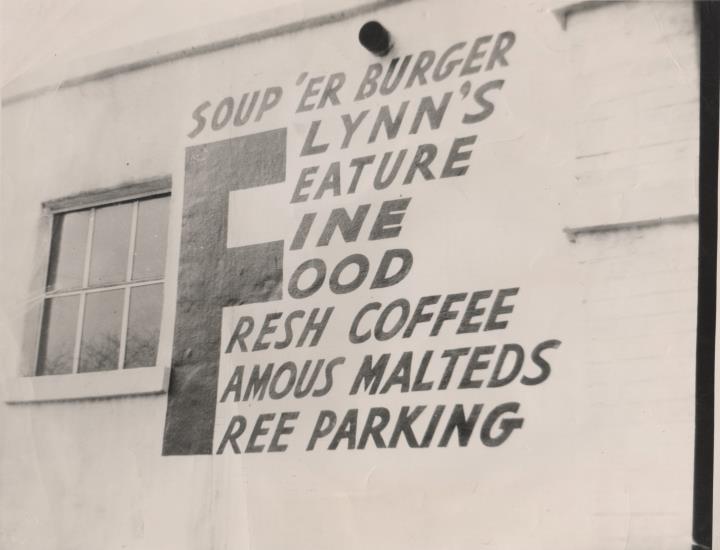 SOUP 'ER BURGER
F
LYNN'S
EATURE
INE
OOD
RESH COFFEE
AMOUS MALTEDS
REE PARKING